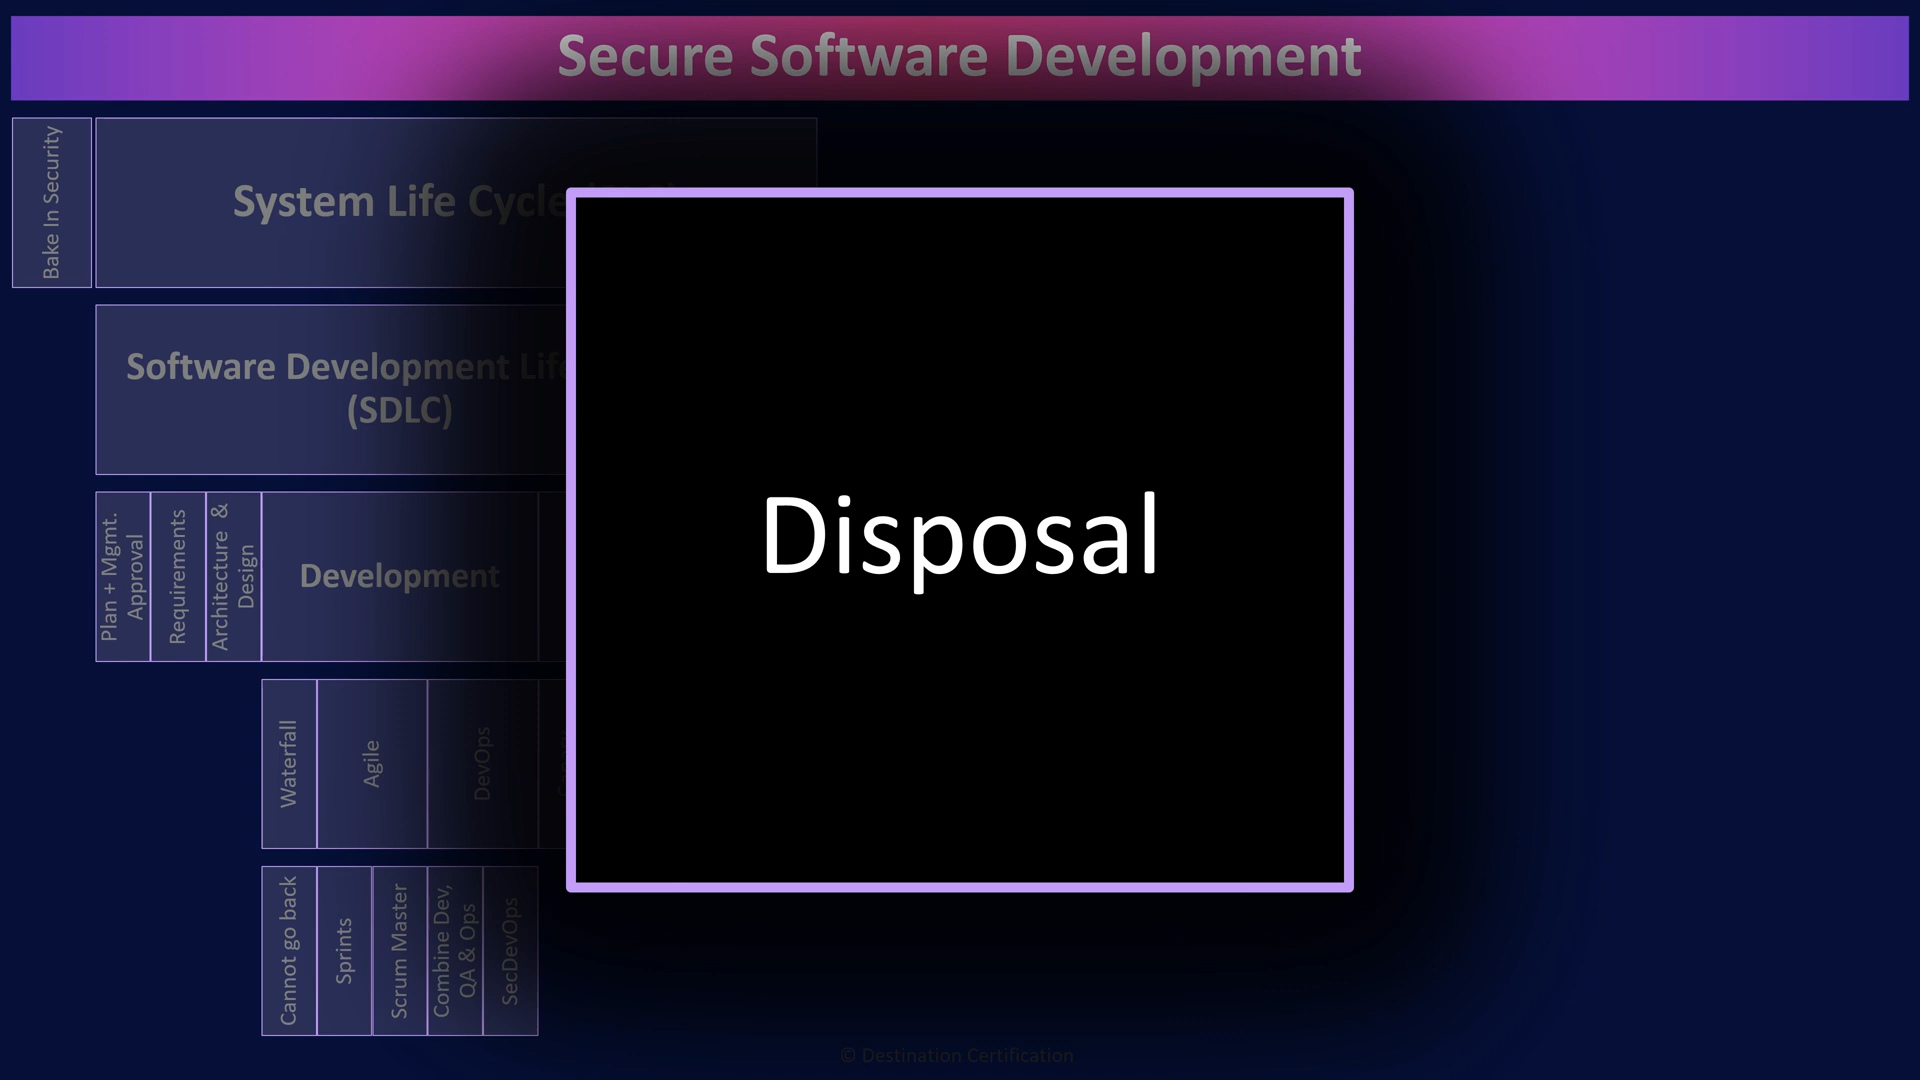 Secure Software Development
Bake In Security
System Life Cycle
Software Development Life
(SDLC)
Plan + Mgmt.
Approval
Requirements
Architecture &
Design
Development
Disposal
Waterfall
Agile
DevOps
Cannot go back
Sprints
Scrum Master
Combine Dev,
QA & Ops
SecDevOps
© Destination Certification